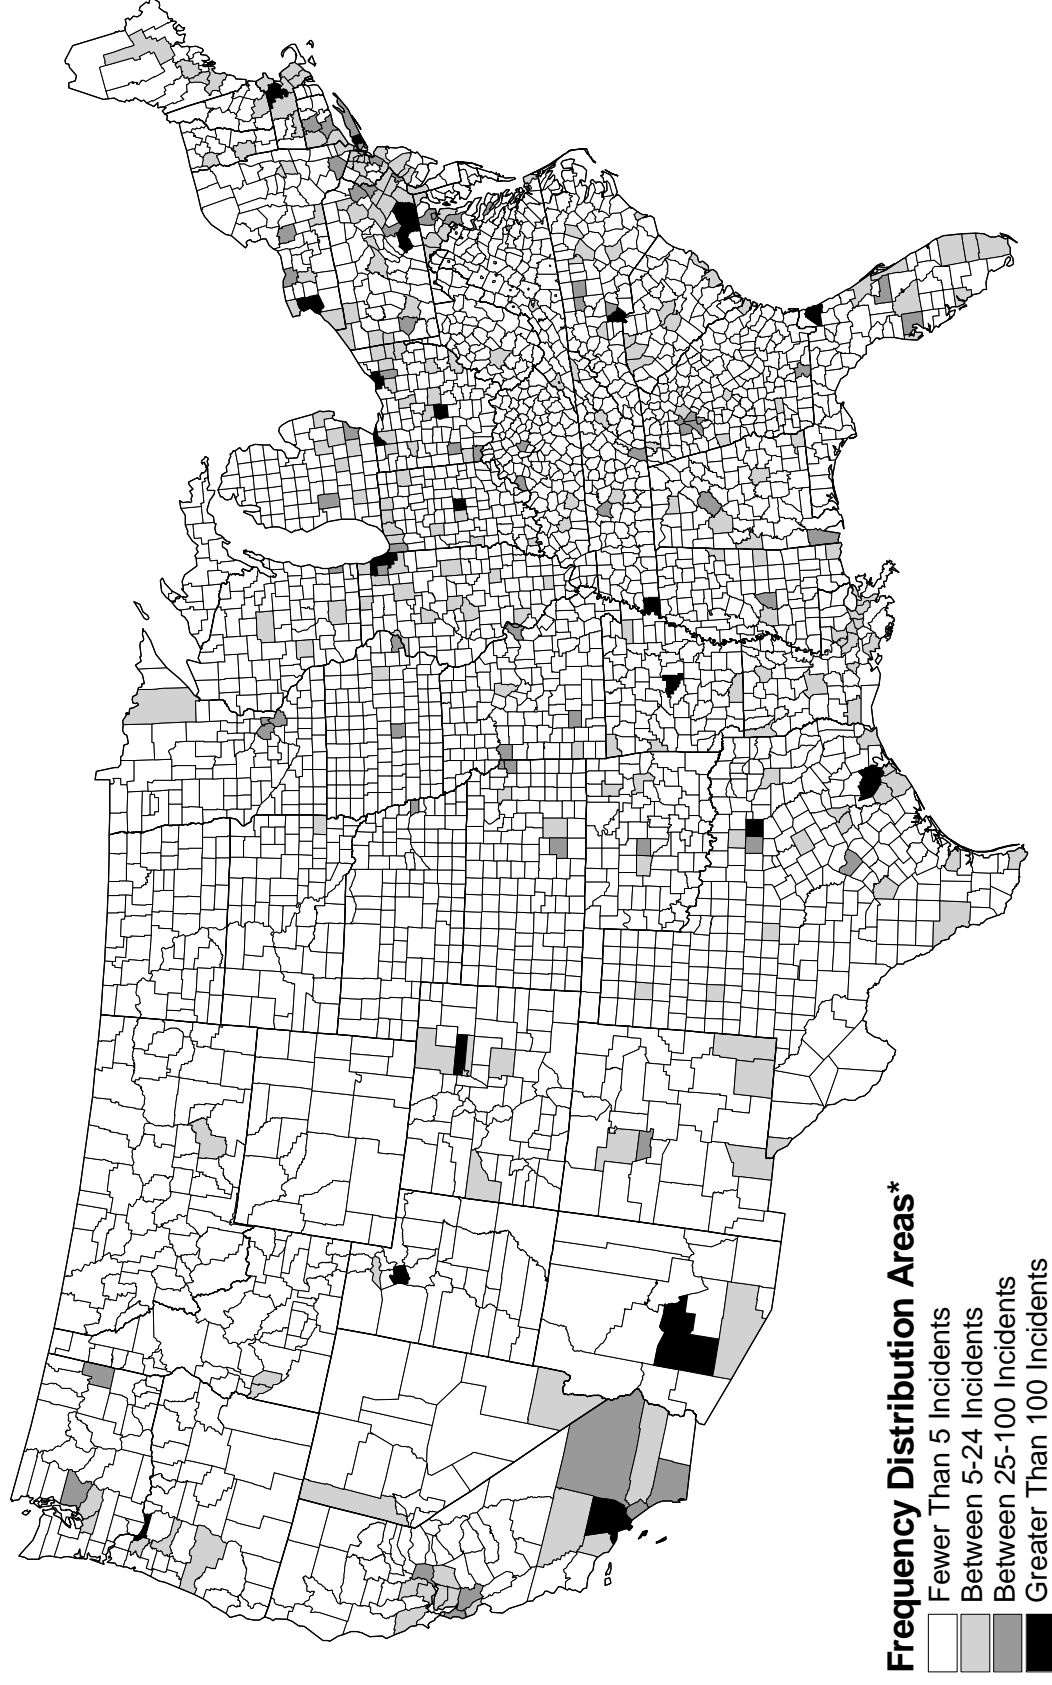 Frequency Distribution Areas*
Fewer Than 5 Incidents
Between 5-24 Incidents
Between 25-100 Incidents
Greater Than 100 Incidents